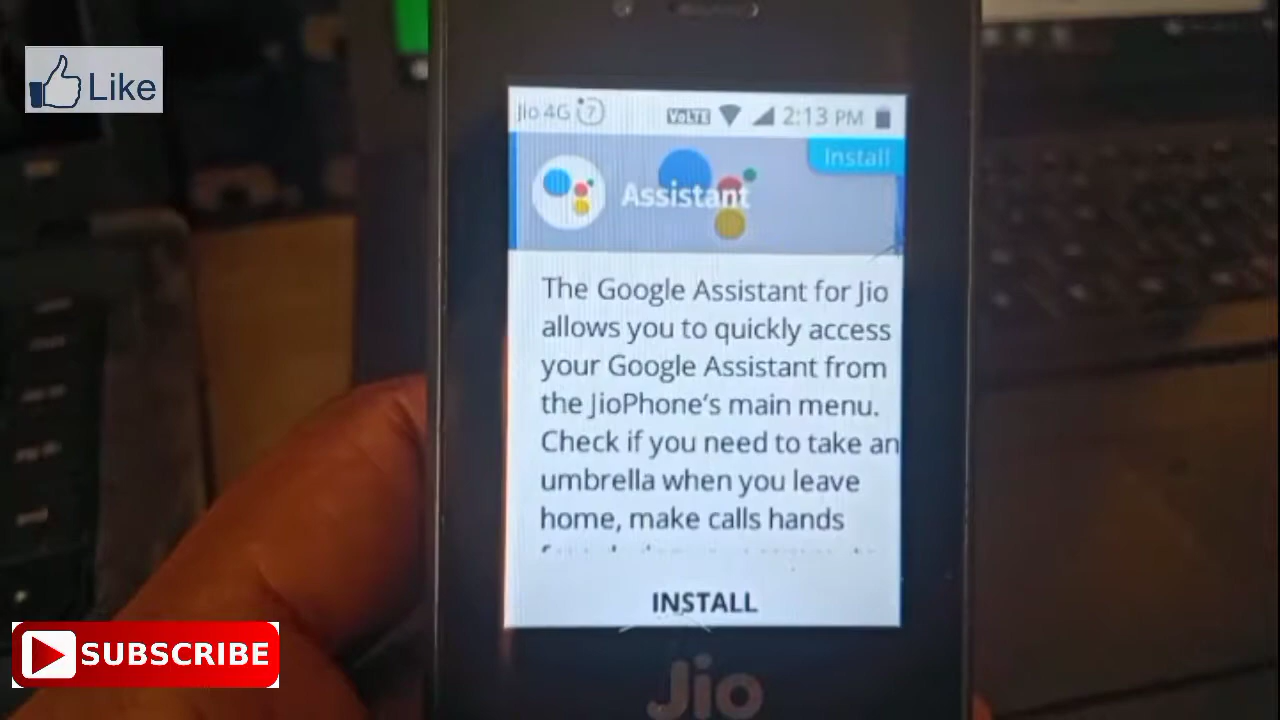 Like
Jio 4G 7 VoLTE 2:13 PM
Install
Assistant
The Google Assistant for Jio
allows you to quickly access
your Google Assistant from
the JioPhone's main menu.
Check if you need to take an
umbrella when you leave
home, make calls hands
INSTALL
Jio
SUBSCRIBE